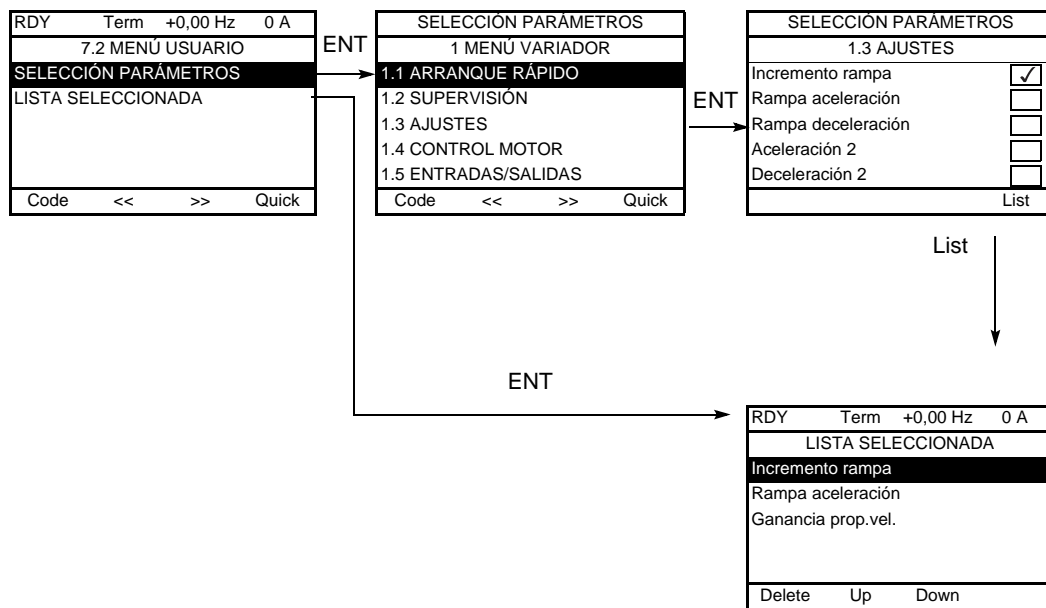 RDY Term +0,00 Hz 0 A
7.2 MENÚ USUARIO
SELECCIÓN PARÁMETROS
LISTA SELECCIONADA
Code << >> Quick
ENT
SELECCIÓN PARÁMETROS
1 MENÚ VARIADOR
1.1 ARRANQUE RÁPIDO
1.2 SUPERVISIÓN
1.3 AJUSTES
1.4 CONTROL MOTOR
1.5 ENTRADAS/SALIDAS
Code << >> Quick
ENT
SELECCIÓN PARÁMETROS
1.3 AJUSTES
Incremento rampa
Rampa aceleración
Rampa deceleración
Aceleración 2
Deceleración 2
List
List
ENT
RDY Term +0,00 Hz 0 A
LISTA SELECCIONADA
Incremento rampa
Rampa aceleración
Ganancia prop.vel.
Delete Up Down